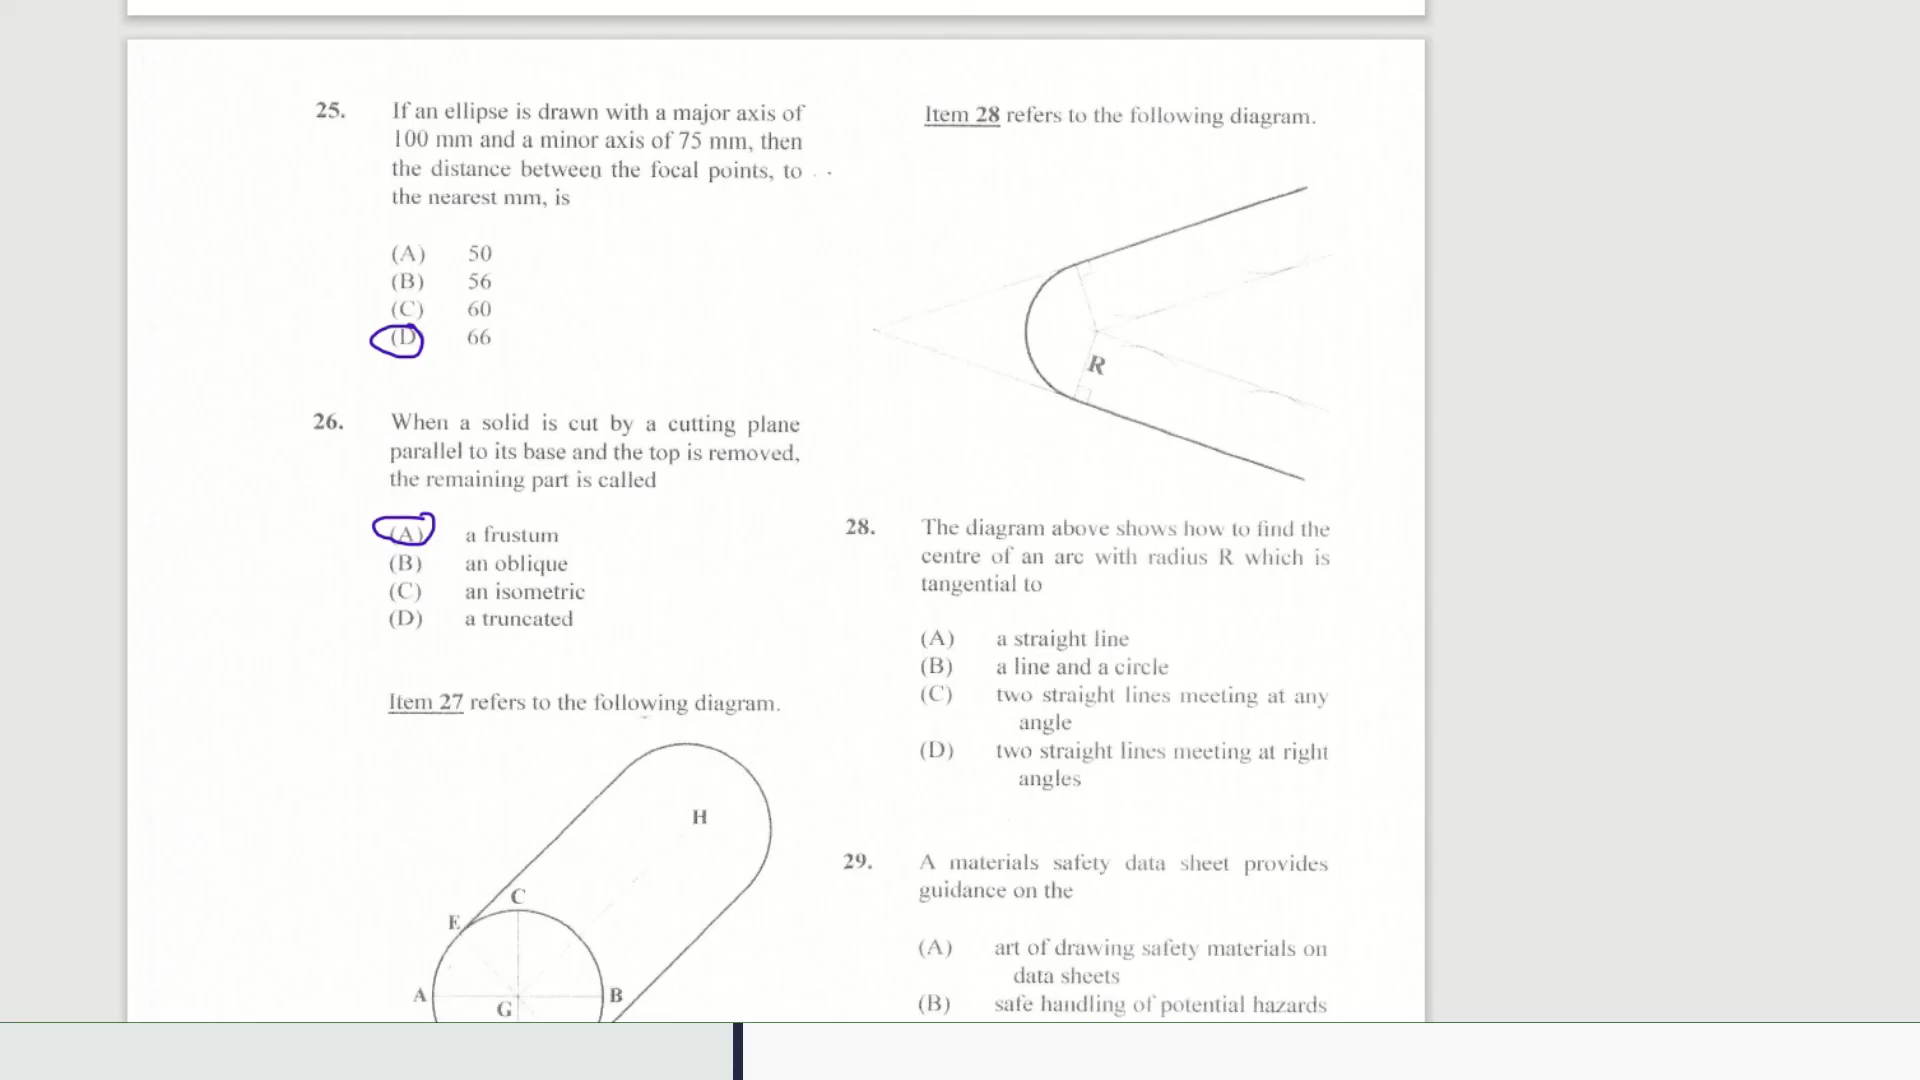 25. If an ellipse is drawn with a major axis of
100 mm and a minor axis of 75 mm, then
the distance between the focal points, to
the nearest mm, is
(A) 50
(B) 56
(C) 60
(D 66
26. When a solid is cut by a cutting plane
parallel to its base and the top is removed,
the remaining part is called
(A) a frustum
(B) an oblique
(C) an isometric
(D) a truncated
Item 27 refers to the following diagram.
H
C
E
A
B
G
Item 28 refers to the following diagram.
R
28. The diagram above shows how to find the
centre of an arc with radius R which is
tangential to
(A) a straight line
(B) a line and a circle
(C) two straight lines meeting at any
angle
(D) two straight lines meeting at right
angles
29. A materials safety data sheet provides
guidance on the
(A) art of drawing safety materials on
data sheets
(B) safe handling of potential hazards